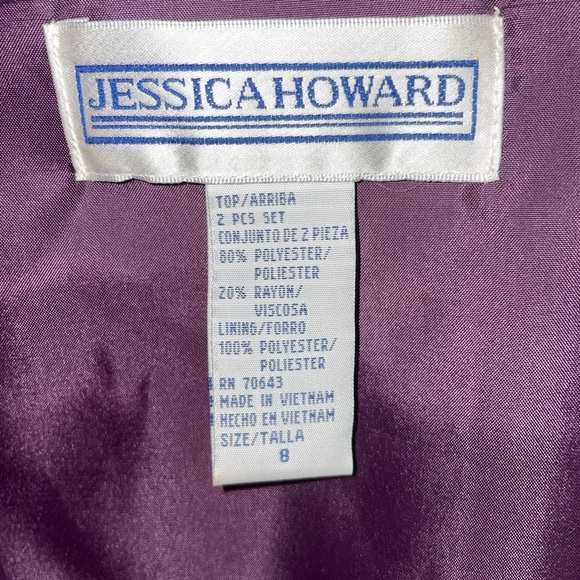 JESSICA HOWARD
TOP/ARRIBA
2 PCS SET
CONJUNTO DE 2 PIEZA
80% POLYESTER/
POLIESTER
20% RAYON/
VISCOSA
LINING/FORRO
100% POLYESTER/
POLIESTER
RN 70643
MADE IN VIETNAM
HECHO EN VIETNAM
SIZE/TALLA
8